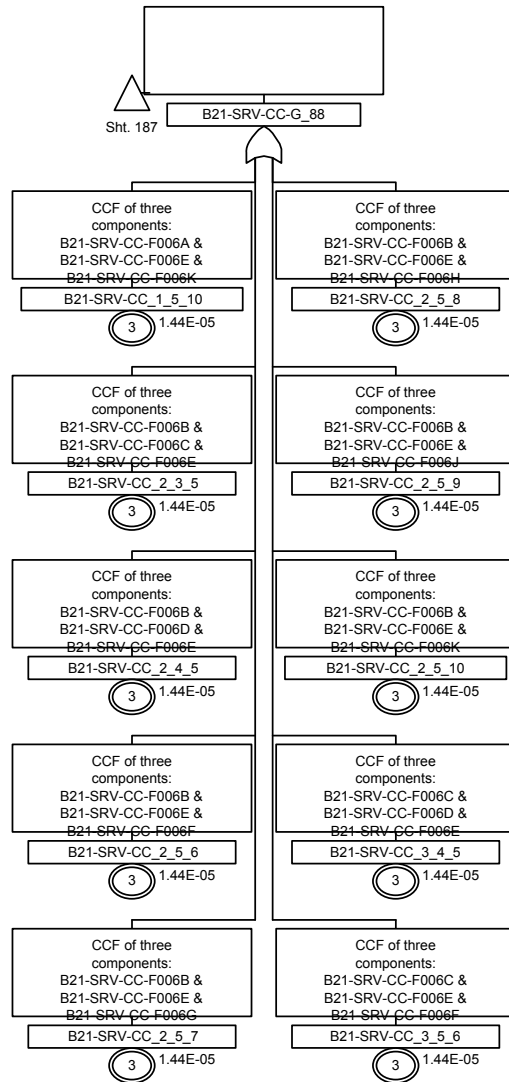 Sht. 187
B21-SRV-CC-G_88
CCF of three
components:
B21-SRV-CC-F006A &
B21-SRV-CC-F006E &
B21-SRV-CC-F006K
B21-SRV-CC_1_5_10
3
1.44E-05
CCF of three
components:
B21-SRV-CC-F006B &
B21-SRV-CC-F006E &
B21-SRV-CC-F006H
B21-SRV-CC_2_5_8
3
1.44E-05
CCF of three
components:
B21-SRV-CC-F006B &
B21-SRV-CC-F006C &
B21-SRV-CC-F006E
B21-SRV-CC_2_3_5
3
1.44E-05
CCF of three
components:
B21-SRV-CC-F006B &
B21-SRV-CC-F006E &
B21-SRV-CC-F006J
B21-SRV-CC_2_5_9
3
1.44E-05
CCF of three
components:
B21-SRV-CC-F006B &
B21-SRV-CC-F006D &
B21-SRV-CC-F006E
B21-SRV-CC_2_4_5
3
1.44E-05
CCF of three
components:
B21-SRV-CC-F006B &
B21-SRV-CC-F006E &
B21-SRV-CC-F006K
B21-SRV-CC_2_5_10
3
1.44E-05
CCF of three
components:
B21-SRV-CC-F006B &
B21-SRV-CC-F006E &
B21-SRV-CC-F006F
B21-SRV-CC_2_5_6
3
1.44E-05
CCF of three
components:
B21-SRV-CC-F006C &
B21-SRV-CC-F006D &
B21-SRV-CC-F006E
B21-SRV-CC_3_4_5
3
1.44E-05
CCF of three
components:
B21-SRV-CC-F006B &
B21-SRV-CC-F006E &
B21-SRV-CC-F006G
B21-SRV-CC_2_5_7
3
1.44E-05
CCF of three
components:
B21-SRV-CC-F006C &
B21-SRV-CC-F006E &
B21-SRV-CC-F006F
B21-SRV-CC_3_5_6
3
1.44E-05